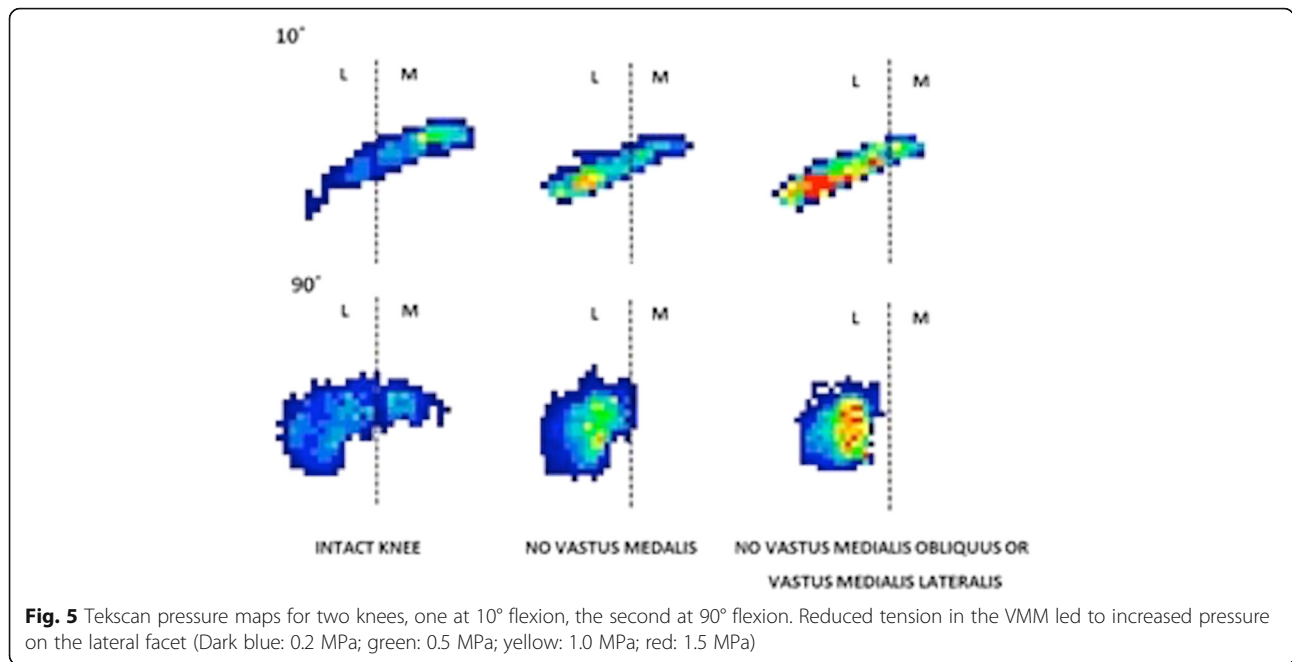 10°
L M
L M
L M
90°
L M
L M
L M
INTACT KNEE
NO VASTUS MEDALIS
NO VASTUS MEDIALIS OBLIQUUS OR
VASTUS MEDIALIS LATERALIS
Fig. 5 Tekscan pressure maps for two knees, one at 10° flexion, the second at 90° flexion. Reduced tension in the VMM led to increased pressure
on the lateral facet (Dark blue: 0.2 MPa; green: 0.5 MPa; yellow: 1.0 MPa; red: 1.5 MPa)